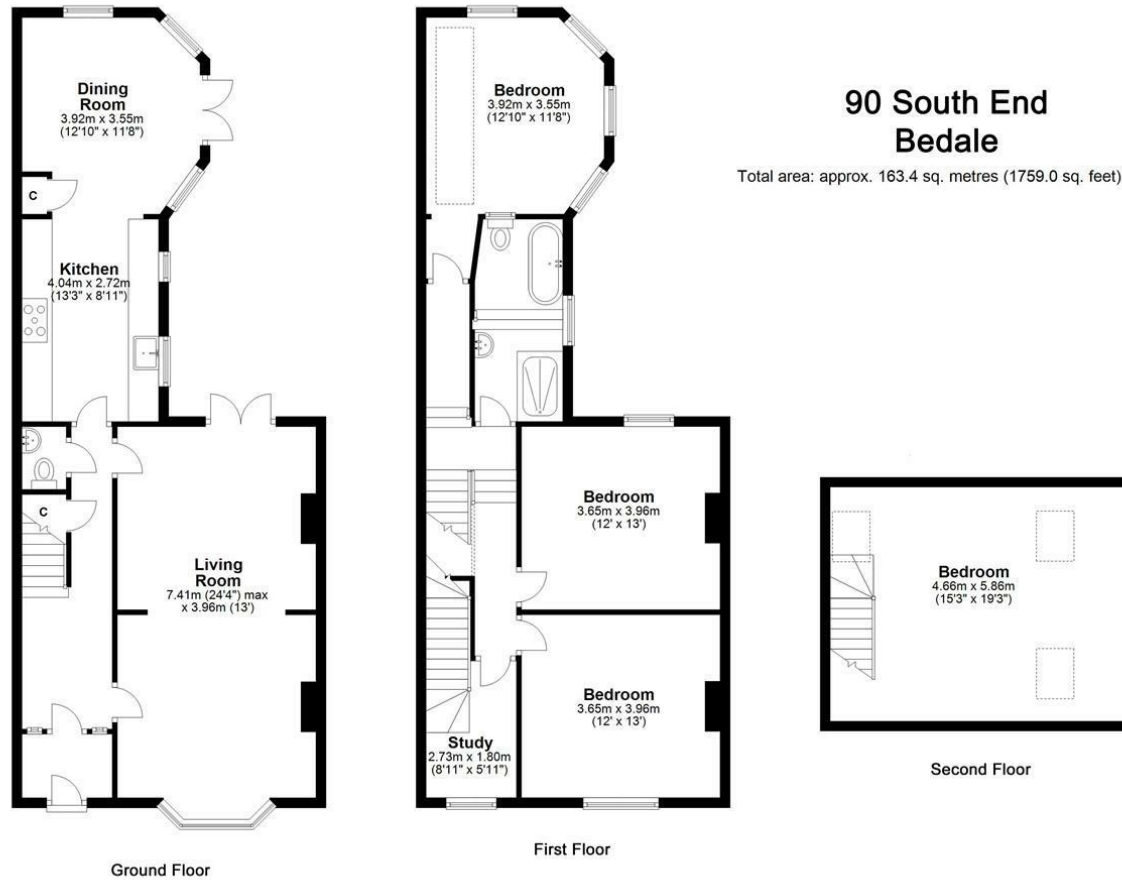 90 South End
Bedale
Total area: approx. 163.4 sq. metres (1759.0 sq. feet)
Dining
Room
3.92m x 3.55m
(12'10" x 11'8")
C
Kitchen
4.04m x 2.72m
(13'3" x 8'11")
C
Living
Room
7.41m (24'4") max
x 3.96m (13')
Ground Floor
Bedroom
3.92m x 3.55m
(12'10" x 11'8")
Bedroom
3.65m x 3.96m
(12' x 13')
Bedroom
3.65m x 3.96m
(12' x 13')
Study
2.73m x 1.80m
(8'11" x 5'11")
First Floor
Bedroom
4.66m x 5.86m
(15'3" x 19'3")
Second Floor